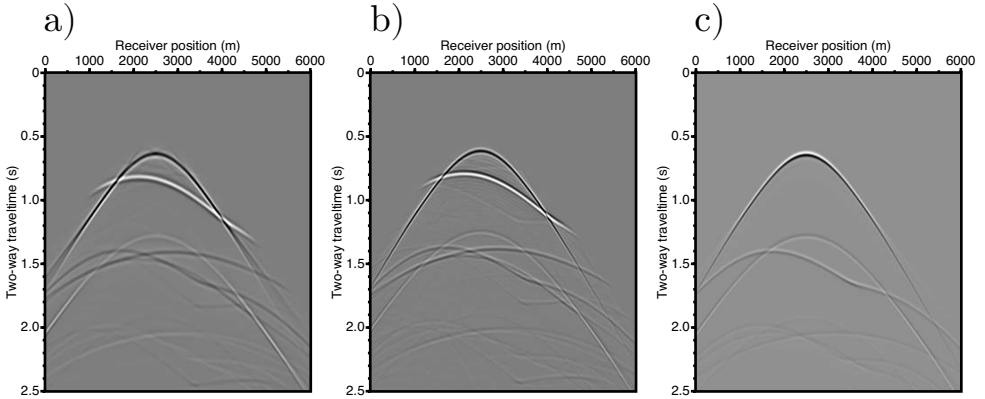 a) b) c)
Receiver position (m) Receiver position (m) Receiver position (m)
0 1000 2000 3000 4000 5000 6000 0 1000 2000 3000 4000 5000 6000 0 1000 2000 3000 4000 5000 6000
0 0 0
0.5 0.5 0.5
1.0 1.0 1.0
Two-way traveltime (s) Two-way traveltime (s) Two-way traveltime (s)
1.5 1.5 1.5
2.0 2.0 2.0
2.5 2.5 2.5